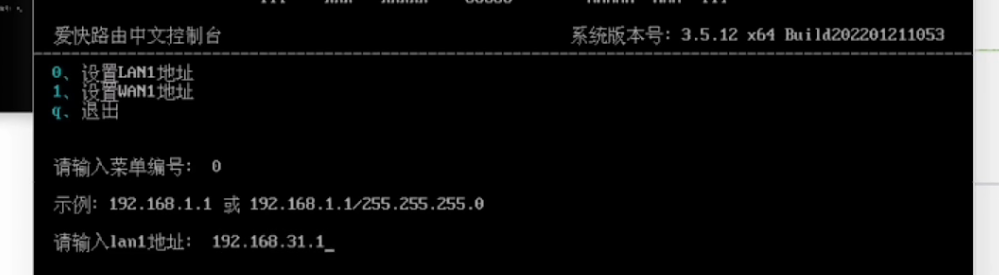 爱快路由中文控制台 系统版本号: 3.5.12 x64 Build202201211053
0、设置LAN1地址
1、设置WAN1地址
q、退出
请输入菜单编号: 0
示例: 192.168.1.1 或 192.168.1.1/255.255.255.0
请输入lan1地址: 192.168.31.1_